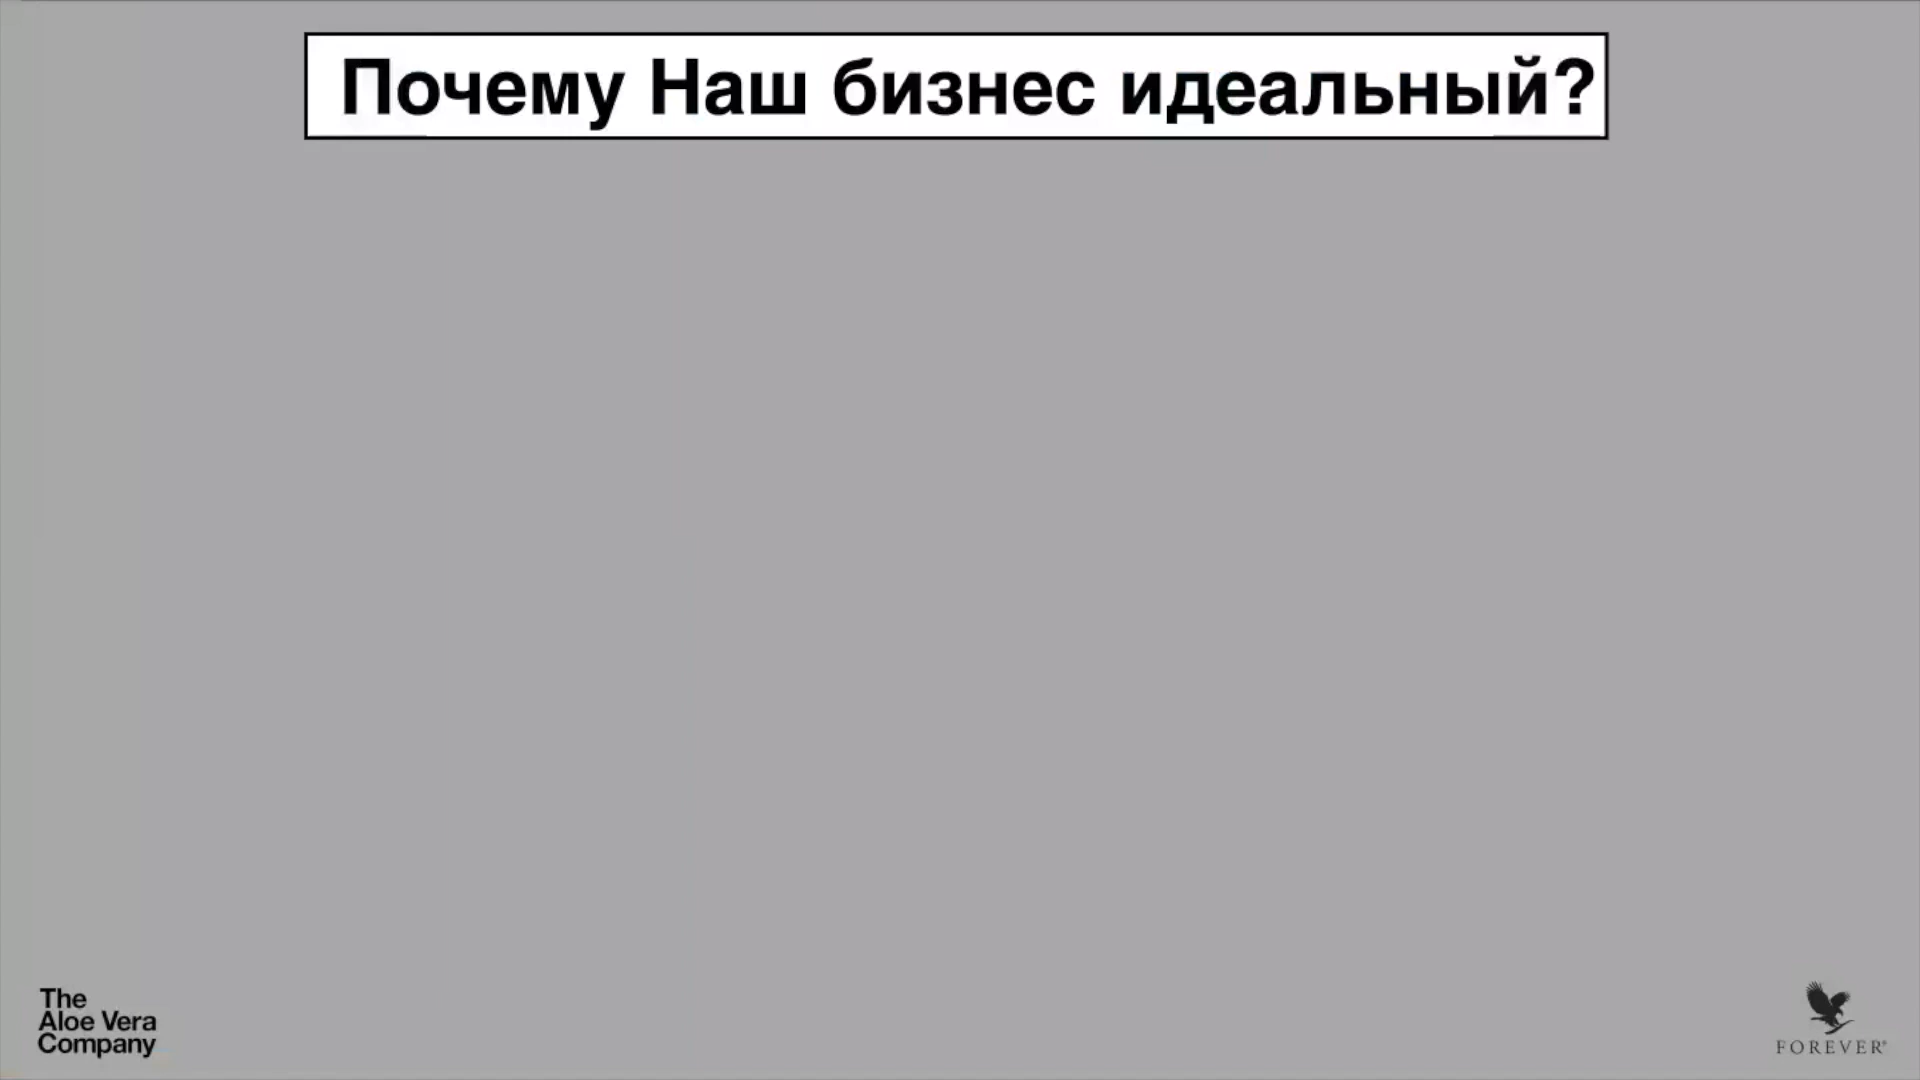 Почему Наш бизнес идеальный?
The
Aloe Vera
Company
FOREVER®